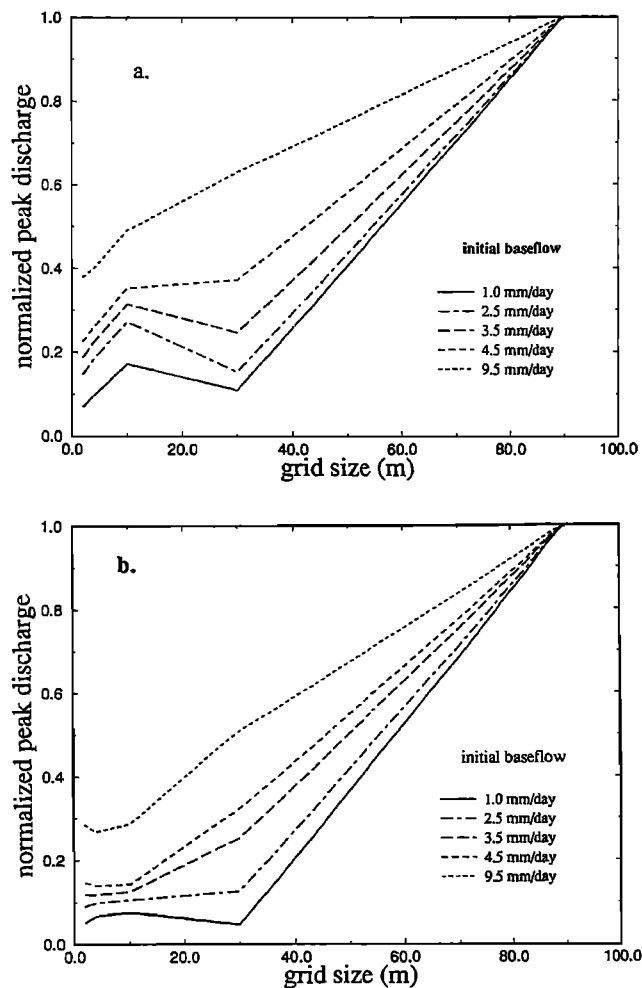 a.
normalized peak discharge
1.0
0.8
0.6
0.4
0.2
0.0
initial baseflow
1.0 mm/day
2.5 mm/day
3.5 mm/day
4.5 mm/day
9.5 mm/day
0.0 20.0 40.0 60.0 80.0 100.0
grid size (m)
b.
normalized peak discharge
1.0
0.8
0.6
0.4
0.2
0.0
initial baseflow
1.0 mm/day
2.5 mm/day
3.5 mm/day
4.5 mm/day
9.5 mm/day
0.0 20.0 40.0 60.0 80.0 100.0
grid size (m)